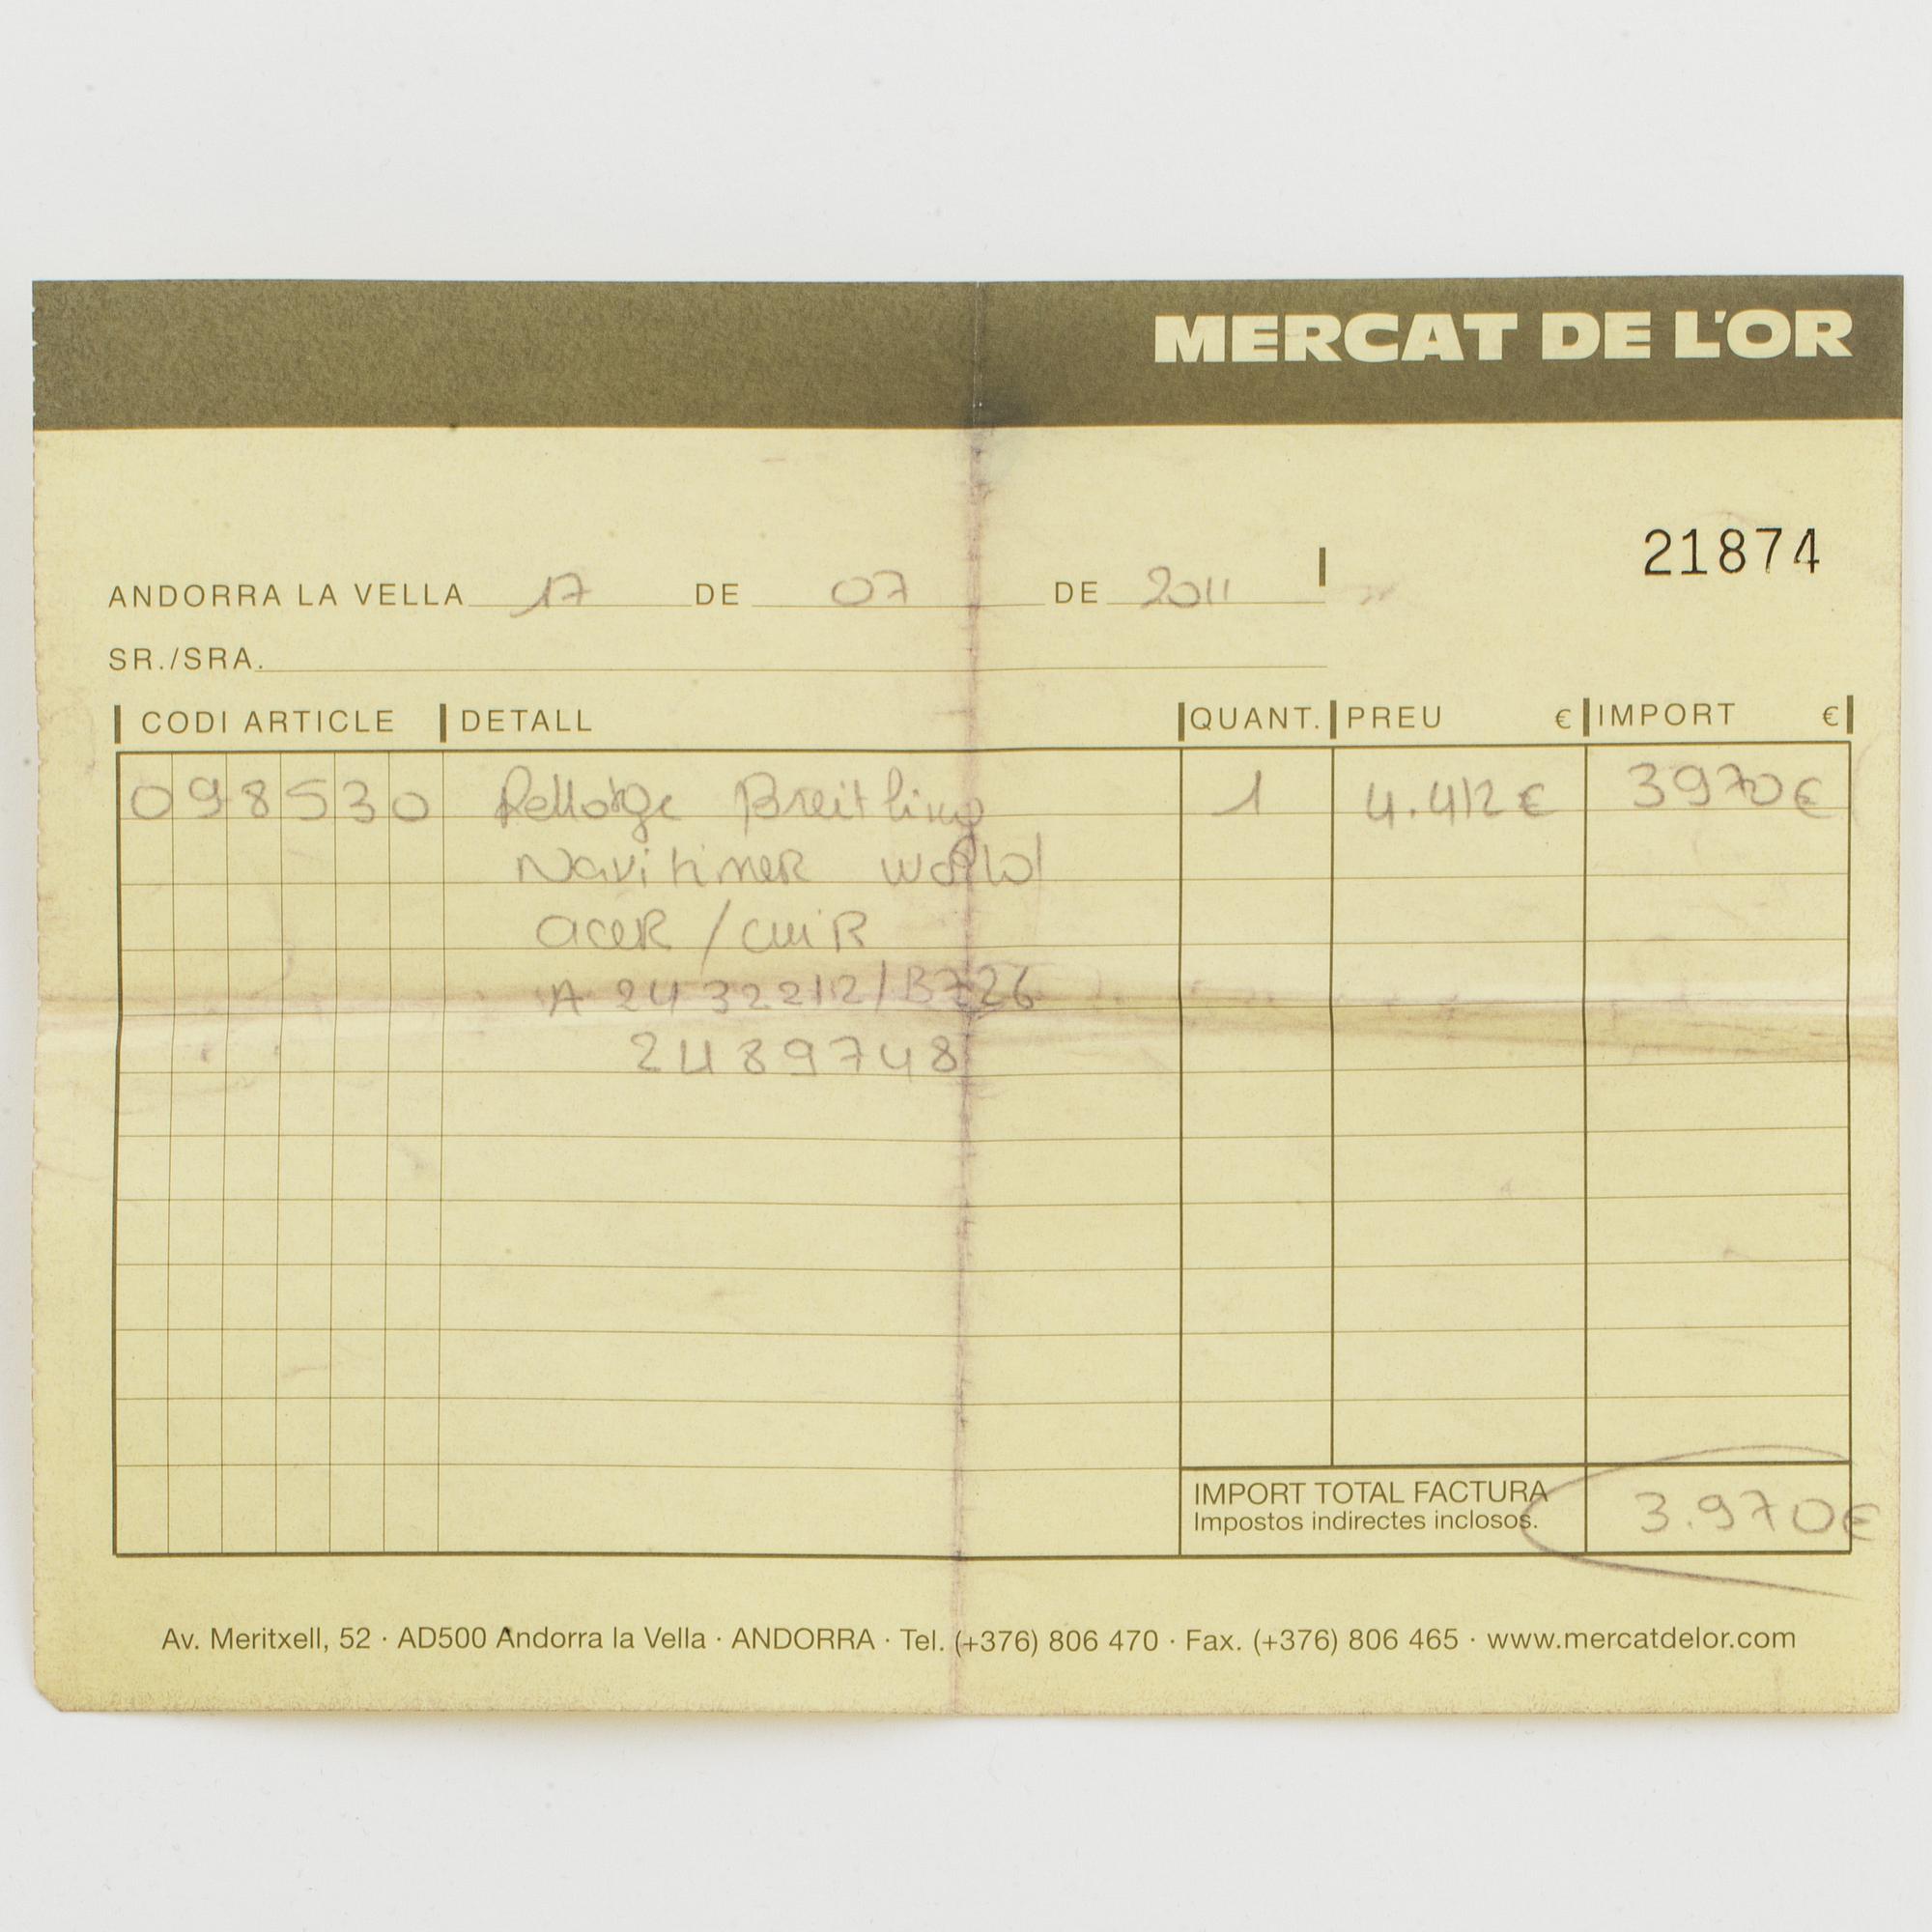 MERCAT DE L'OR
21874
ANDORRA LA VELLA 17 DE 07 DE 2011
SR./SRA.
CODI ARTICLE DETALL QUANT. PREU € IMPORT €
098530 Rellotge Breitling 1 4.412€ 3970€
Navitimer world
aceR / cuiR
A 2432212/B726
2489748
IMPORT TOTAL FACTURA 3.970€
Impostos indirectes inclosos.
Av. Meritxell, 52 · AD500 Andorra la Vella · ANDORRA · Tel. (+376) 806 470 · Fax. (+376) 806 465 · www.mercatdelor.com